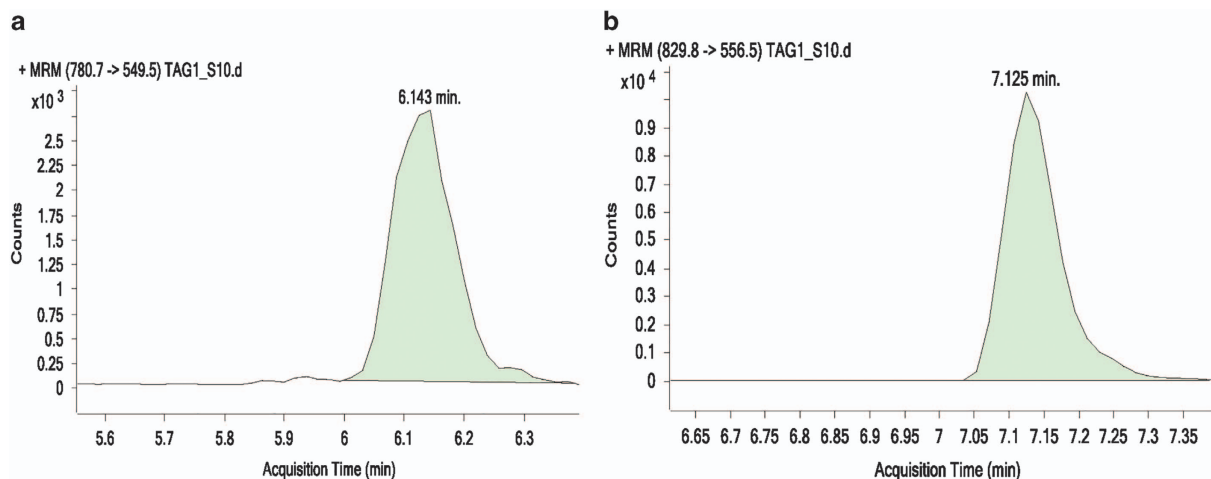 a
+ MRM (780.7 -> 549.5) TAG1_S10.d
x10³
6.143 min.
2.5
2.25
2
1.75
1.5
1.25
1
0.75
0.5
0.25
0
Counts
5.6 5.7 5.8 5.9 6 6.1 6.2 6.3
Acquisition Time (min)
b
+ MRM (829.8 -> 556.5) TAG1_S10.d
x10⁴
7.125 min.
0.9
0.8
0.7
0.6
0.5
0.4
0.3
0.2
0.1
0
Counts
6.65 6.7 6.75 6.8 6.85 6.9 6.95 7 7.05 7.1 7.15 7.2 7.25 7.3 7.35
Acquisition Time (min)